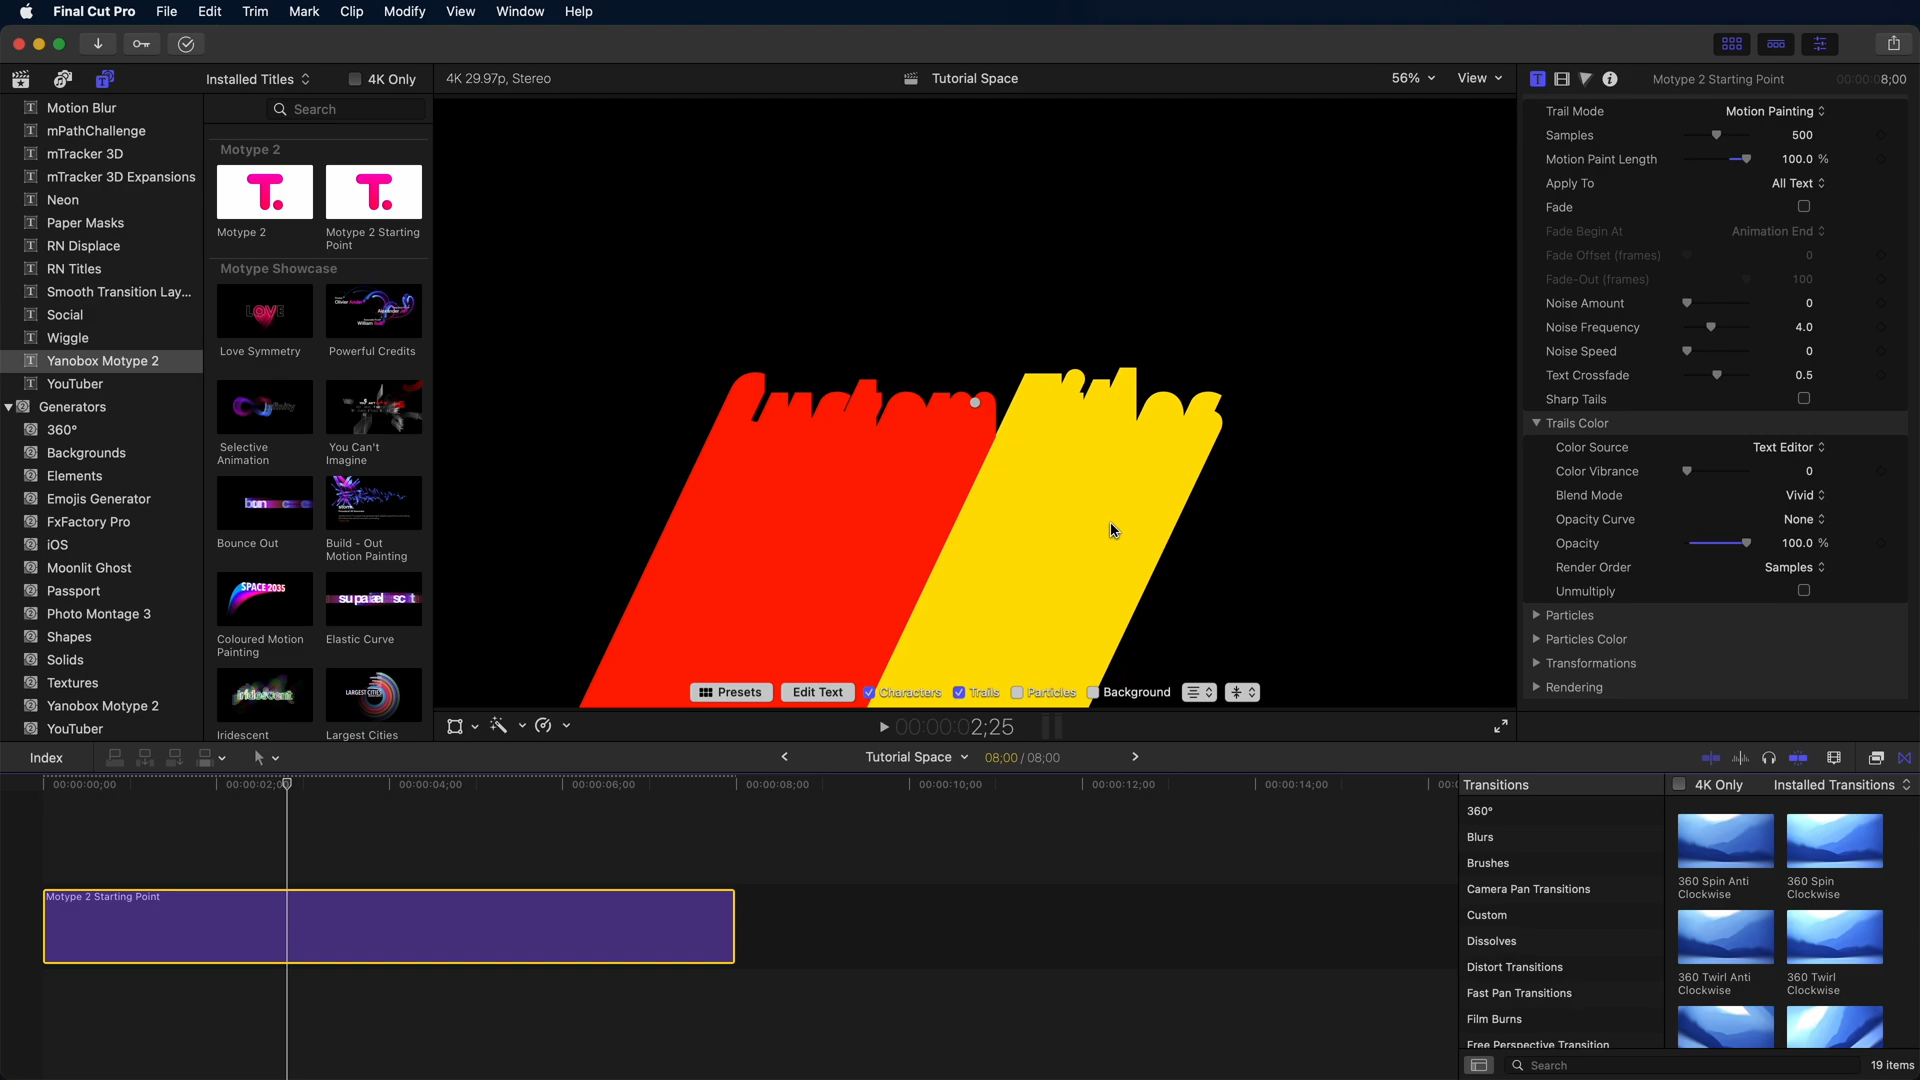 Final Cut Pro File Edit Trim Mark Clip Modify View Window Help
Installed Titles 4K Only
4K 29.97p, Stereo
Tutorial Space
56% View
Motype 2 Starting Point
00:00:08;00
Motion Blur
mPathChallenge
mTracker 3D
mTracker 3D Expansions
Neon
Paper Masks
RN Displace
RN Titles
Smooth Transition Lay...
Social
Wiggle
Yanobox Motype 2
YouTuber
Generators
360°
Backgrounds
Elements
Emojis Generator
FxFactory Pro
iOS
Moonlit Ghost
Passport
Photo Montage 3
Shapes
Solids
Textures
Yanobox Motype 2
YouTuber
Search
Motype 2
T.
T.
Motype 2
Motype 2 Starting
Point
Motype Showcase
LOVE
Love Symmetry
Powerful Credits
Selective
Animation
You Can't
Imagine
Bounce Out
Build - Out
Motion Painting
SPACE 2035
Coloured Motion
Painting
Elastic Curve
Iridescent
LARGEST CITIES
Iridescent
Largest Cities
Custom Titles
Presets Edit Text Characters Trails Particles Background
00:00:02;25
Trail Mode Motion Painting
Samples 500
Motion Paint Length 100.0 %
Apply To All Text
Fade
Fade Begin At Animation End
Fade Offset (frames) 0
Fade-Out (frames) 100
Noise Amount 0
Noise Frequency 4.0
Noise Speed 0
Text Crossfade 0.5
Sharp Tails
Trails Color
Color Source Text Editor
Color Vibrance 0
Blend Mode Vivid
Opacity Curve None
Opacity 100.0 %
Render Order Samples
Unmultiply
Particles
Particles Color
Transformations
Rendering
Index
Tutorial Space 08;00 / 08:00
00:00:00;00 00:00:02;0 00:00:04;00 00:00:06;00 00:00:08;00 00:00:10;00 00:00:12;00 00:00:14;00
Motype 2 Starting Point
Transitions
4K Only Installed Transitions
360°
Blurs
Brushes
Camera Pan Transitions
Custom
Dissolves
Distort Transitions
Fast Pan Transitions
Film Burns
Free Perspective Transition
360 Spin Anti
Clockwise
360 Spin
Clockwise
360 Twirl Anti
Clockwise
360 Twirl
Clockwise
Search
19 items